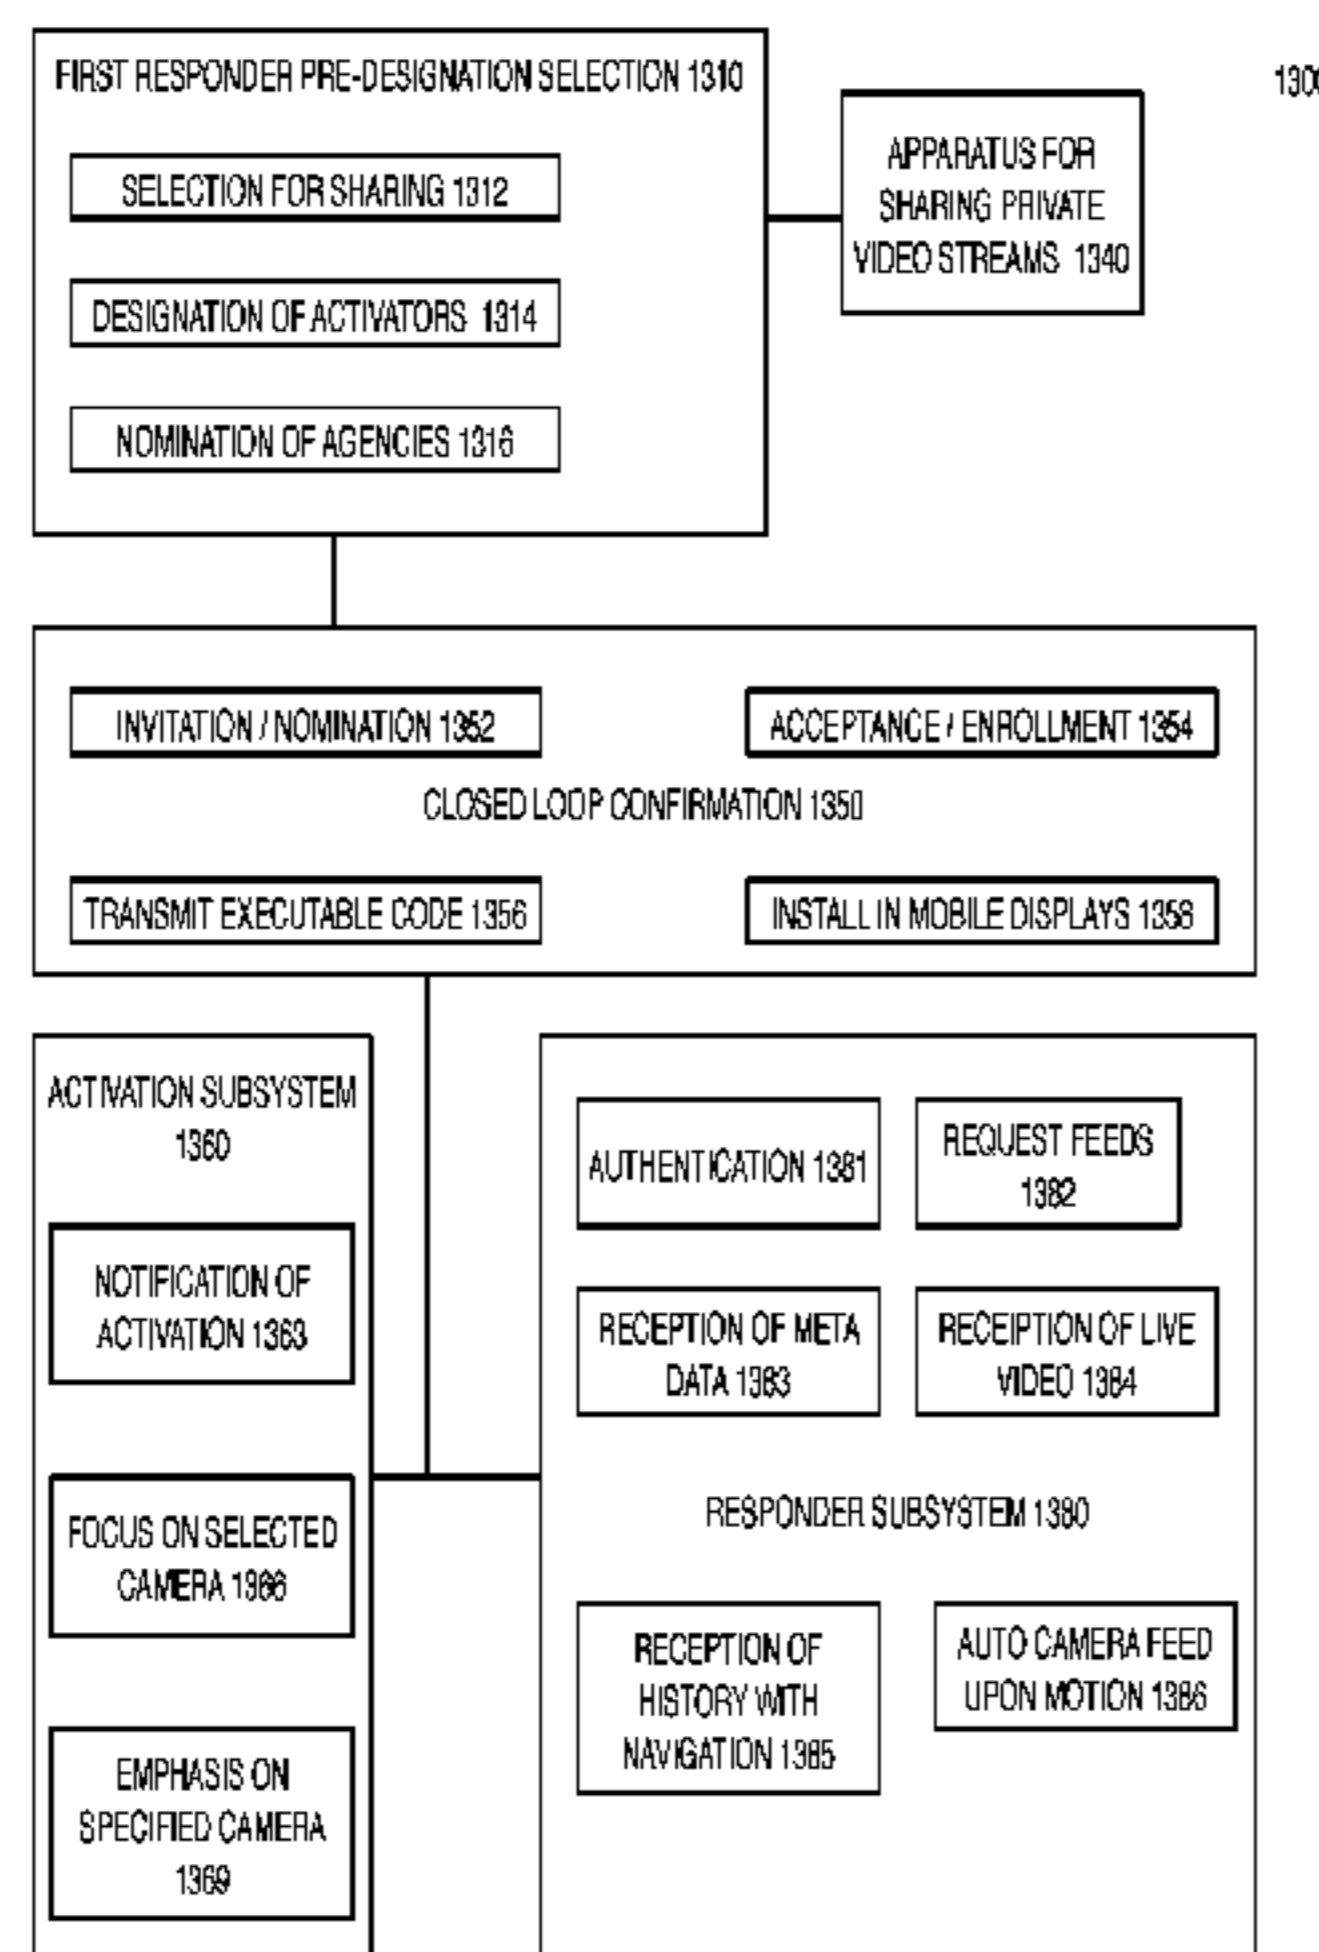 FIRST RESPONDER PRE-DESIGNATION SELECTION 1310
SELECTION FOR SHARING 1312
DESIGNATION OF ACTIVATORS 1314
NOMINATION OF AGENCIES 1316
APPARATUS FOR
SHARING PRIVATE
VIDEO STREAMS 1340
INVITATION / NOMINATION 1352
ACCEPTANCE / ENROLLMENT 1354
CLOSED LOOP CONFIRMATION 1350
TRANSMIT EXECUTABLE CODE 1356
INSTALL IN MOBILE DISPLAYS 1358
ACTIVATION SUBSYSTEM
1360
NOTIFICATION OF
ACTIVATION 1363
FOCUS ON SELECTED
CAMERA 1366
EMPHASIS ON
SPECIFIED CAMERA
1369
AUTHENTICATION 1381
REQUEST FEEDS
1382
RECEPTION OF META
DATA 1383
RECEIPTION OF LIVE
VIDEO 1384
RESPONDER SUBSYSTEM 1380
RECEPTION OF
HISTORY WITH
NAVIGATION 1385
AUTO CAMERA FEED
UPON MOTION 1386